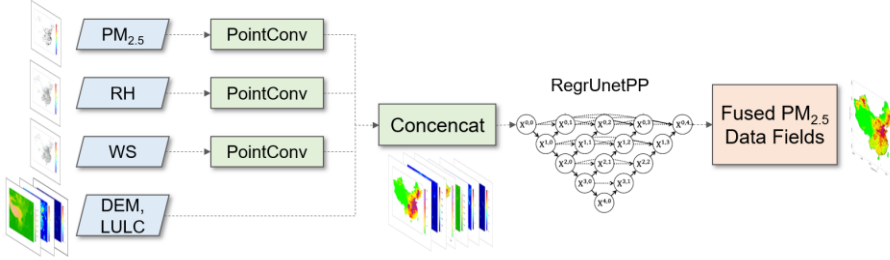 PM2.5
PointConv
RH
PointConv
WS
PointConv
DEM,
LULC
Concencat
RegrUnetPP
X0,0
X0,1
X0,2
X0,3
X0,4
X1,0
X1,1
X1,2
X1,3
X2,0
X2,1
X2,2
X3,0
X3,1
X4,0
Fused PM2.5
Data Fields